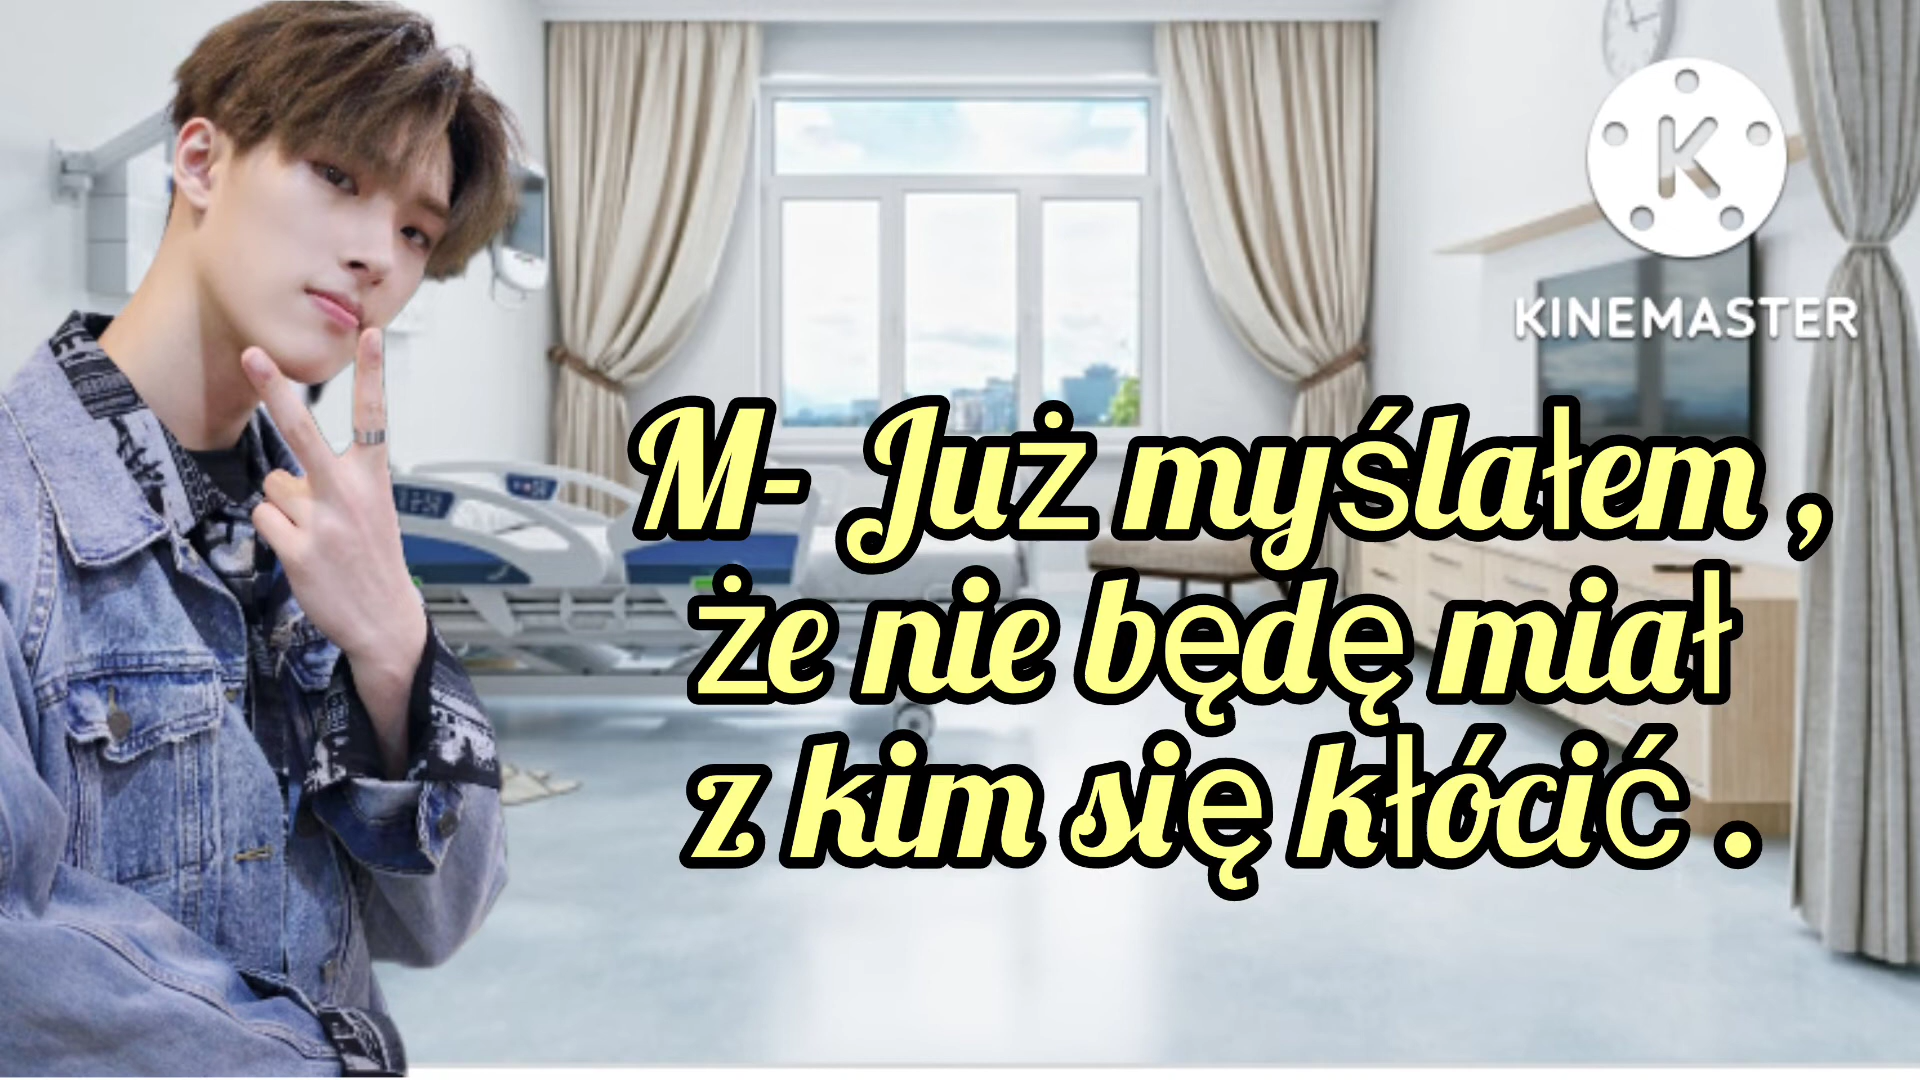 K
KINEMASTER
M- Już myślałem ,
że nie będę miał
z kim się kłócić .